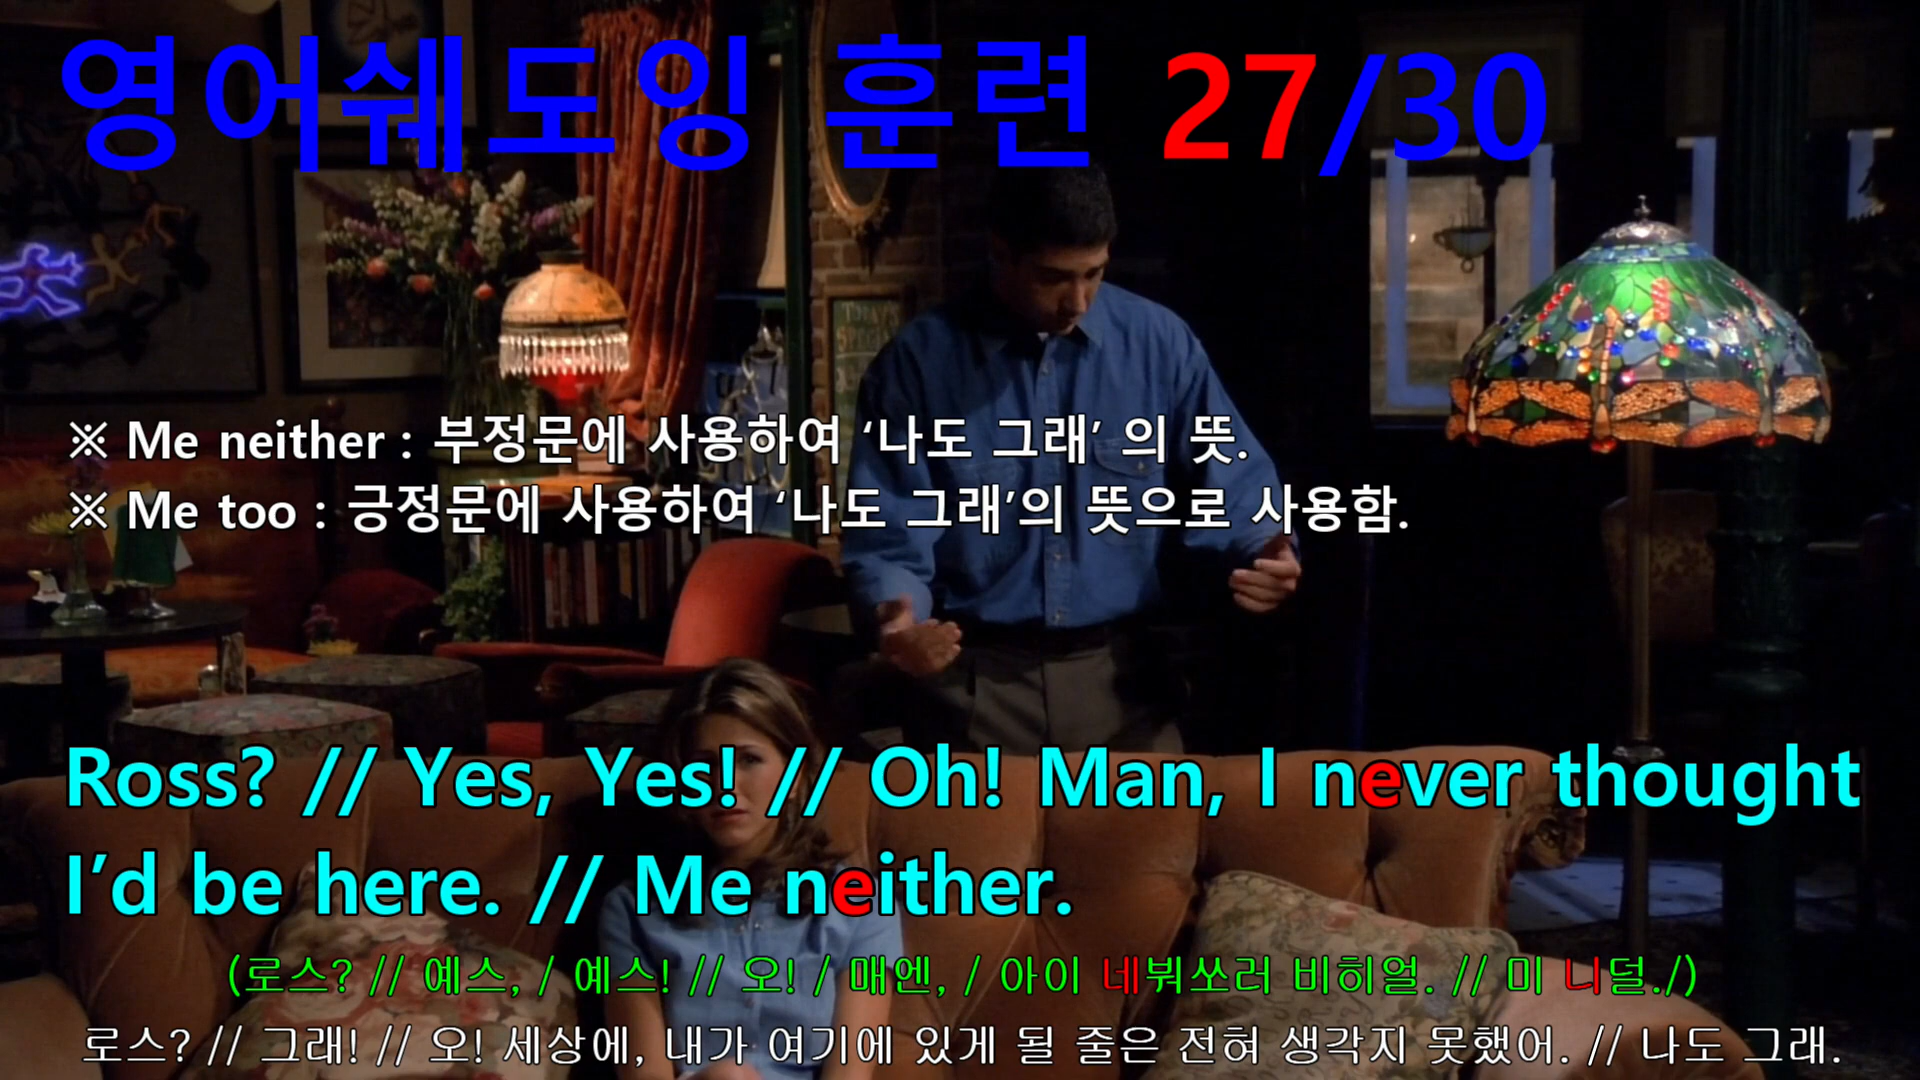 영어쉐도잉 훈련 27/30
※ Me neither : 부정문에 사용하여 ‘나도 그래’ 의 뜻.
※ Me too : 긍정문에 사용하여 ‘나도 그래’의 뜻으로 사용함.
Ross? // Yes, Yes! // Oh! Man, I never thought
I’d be here. // Me neither.
(로스? // 예스, / 예스! // 오! / 매엔, / 아이 네붜쏘러 비히얼. // 미 니덜./)
로스? // 그래! // 오! 세상에, 내가 여기에 있게 될 줄은 전혀 생각지 못했어. // 나도 그래.